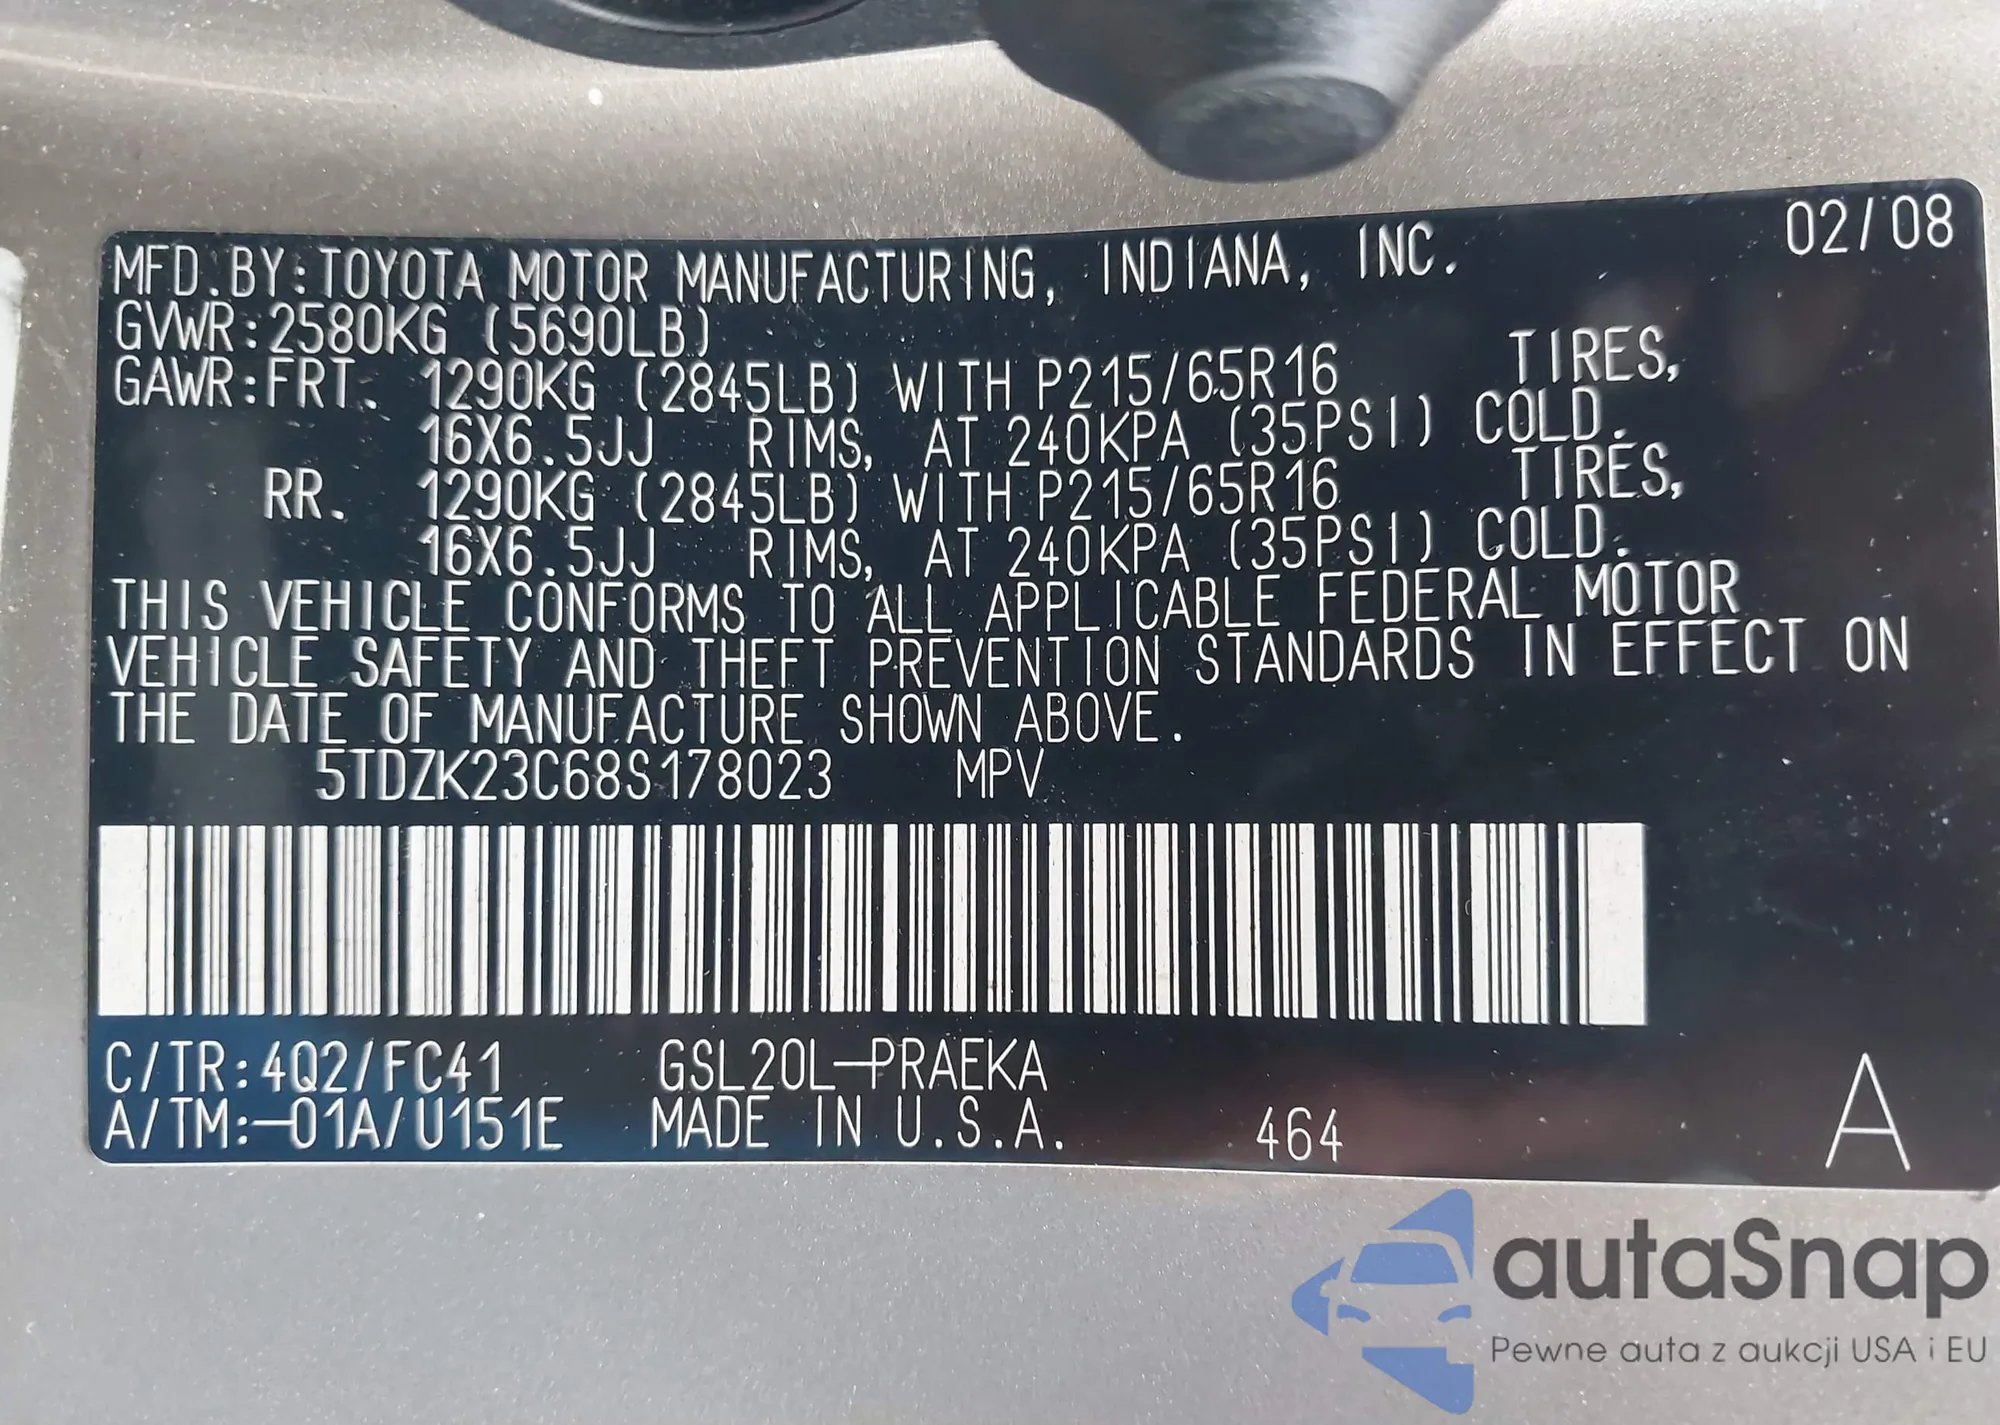 02/08
MFD.BY:TOYOTA MOTOR MANUFACTURING, INDIANA, INC.
GVWR:2580KG (5690LB)
GAWR:FRT. 1290KG (2845LB) WITH P215/65R16 TIRES,
16X6.5JJ RIMS, AT 240KPA (35PSI) COLD.
RR. 1290KG (2845LB) WITH P215/65R16 TIRES,
16X6.5JJ RIMS, AT 240KPA (35PSI) COLD.
THIS VEHICLE CONFORMS TO ALL APPLICABLE FEDERAL MOTOR
VEHICLE SAFETY AND THEFT PREVENTION STANDARDS IN EFFECT ON
THE DATE OF MANUFACTURE SHOWN ABOVE.
5TDZK23C68S178023 MPV
C/TR:4Q2/FC41 GSL20L-PRAEKA
A/TM:-01A/U151E MADE IN U.S.A. 464 A
autaSnap
Pewne auta z aukcji USA i EU